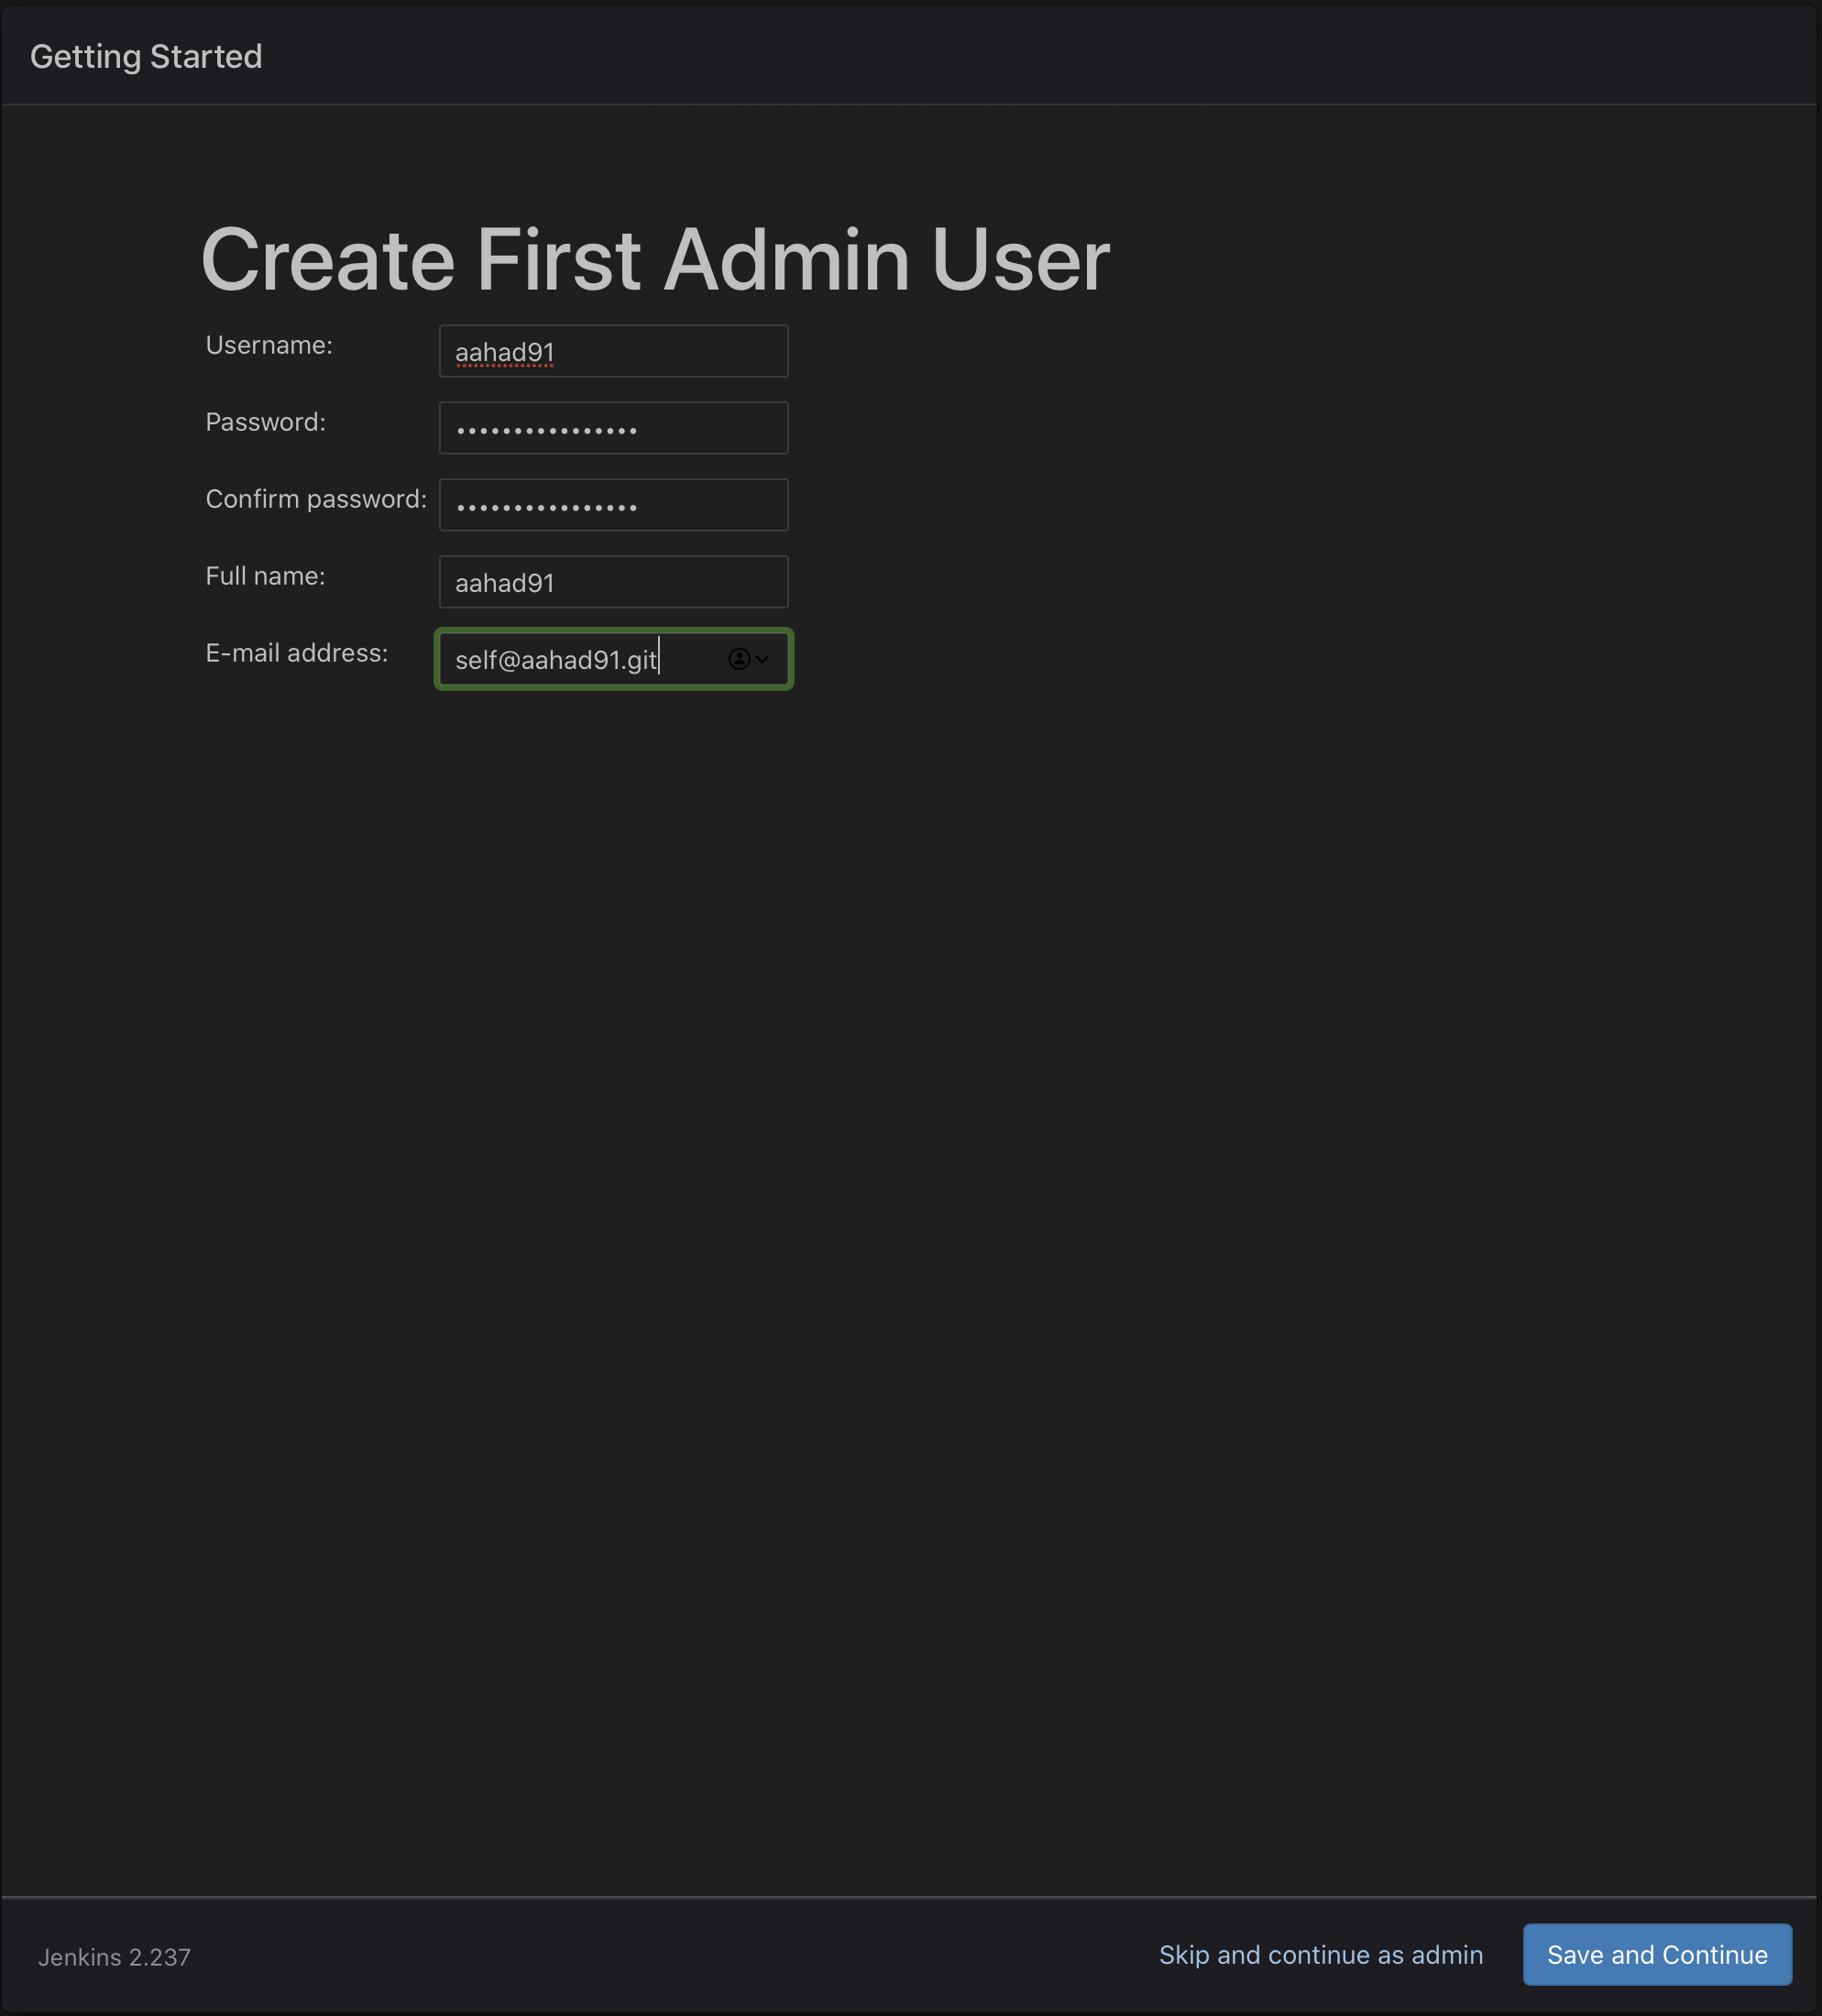 Getting Started
Create First Admin User
Username: aahad91
Password: ••••••••••••••••
Confirm password: ••••••••••••••••
Full name: aahad91
E-mail address: self@aahad91.git
Jenkins 2.237 Skip and continue as admin Save and Continue